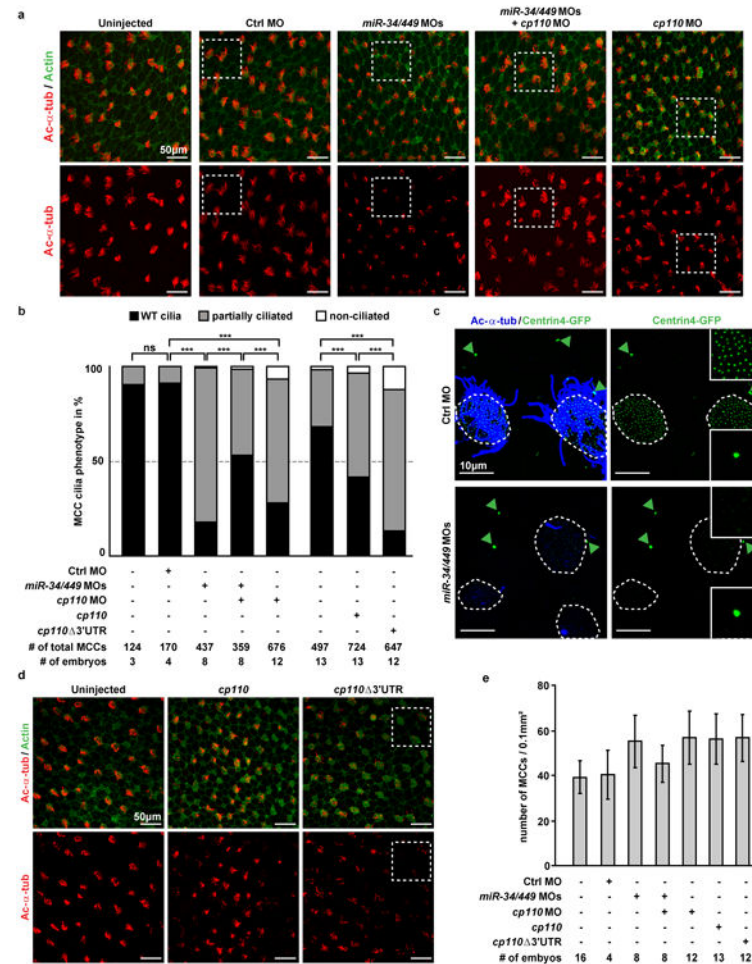 a
Uninjected Ctrl MO miR-34/449 MOs miR-34/449 MOs + cp110 MO cp110 MO
Ac-α-tub / Actin
50µm
Ac-α-tub
b
WT cilia partially ciliated non-ciliated
ns *** *** *** *** *** *** ***
MCC cilia phenotype in %
100 100
50 50
0 0
Ctrl MO - + - - - - - -
miR-34/449 MOs - - + + - - - -
cp110 MO - - - + + - - -
cp110 - - - - - - + -
cp110Δ3'UTR - - - - - - - +
# of total MCCs 124 170 437 359 676 497 724 647
# of embryos 3 4 8 8 12 13 13 12
c
Ac-α-tub/Centrin4-GFP Centrin4-GFP
Ctrl MO
10µm
miR-34/449 MOs
d
Uninjected cp110 cp110Δ3'UTR
Ac-α-tub/ Actin
50µm
Ac-α-tub
e
number of MCCs / 0.1mm²
80
60
40
20
0
Ctrl MO - + - - - - -
miR-34/449 MOs - - + + - - -
cp110 MO - - - + + - -
cp110 - - - - - + -
cp110Δ3'UTR - - - - - - +
# of embryos 16 4 8 8 12 13 12